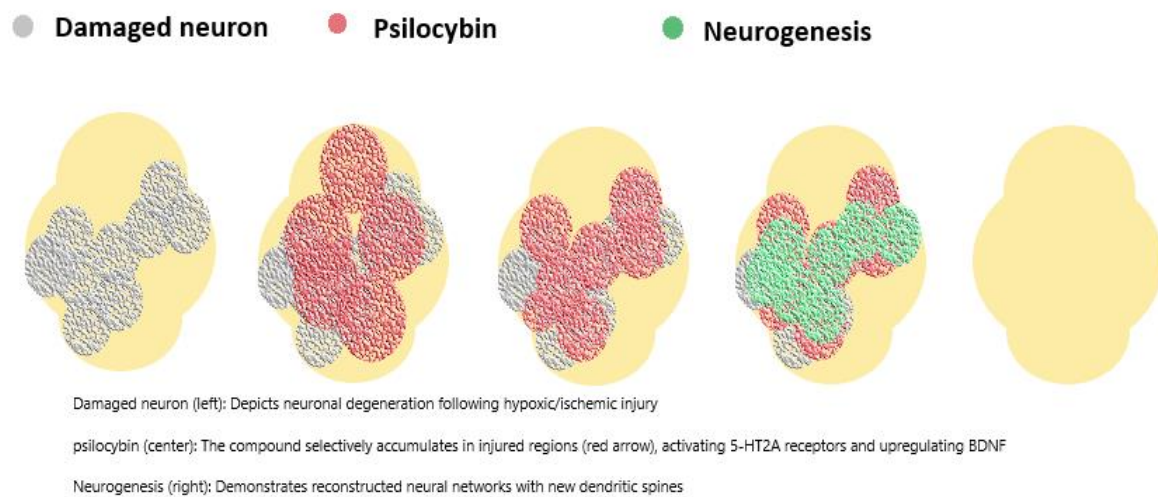 Damaged neuron Psilocybin Neurogenesis
Damaged neuron (left): Depicts neuronal degeneration following hypoxic/ischemic injury
psilocybin (center): The compound selectively accumulates in injured regions (red arrow), activating 5-HT2A receptors and upregulating BDNF
Neurogenesis (right): Demonstrates reconstructed neural networks with new dendritic spines